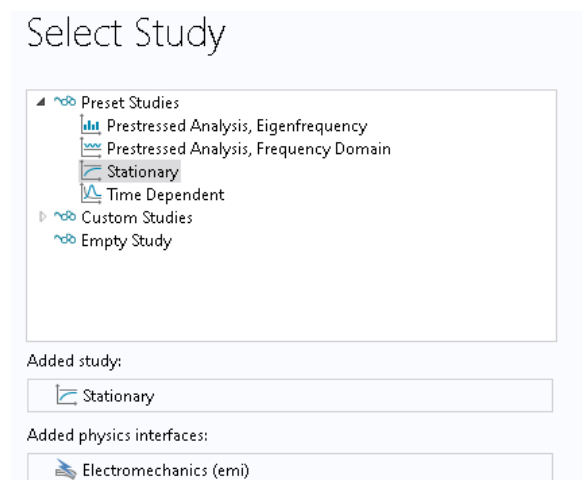 Select Study
Preset Studies
Prestressed Analysis, Eigenfrequency
Prestressed Analysis, Frequency Domain
Stationary
Time Dependent
Custom Studies
Empty Study
Added study:
Stationary
Added physics interfaces:
Electromechanics (emi)